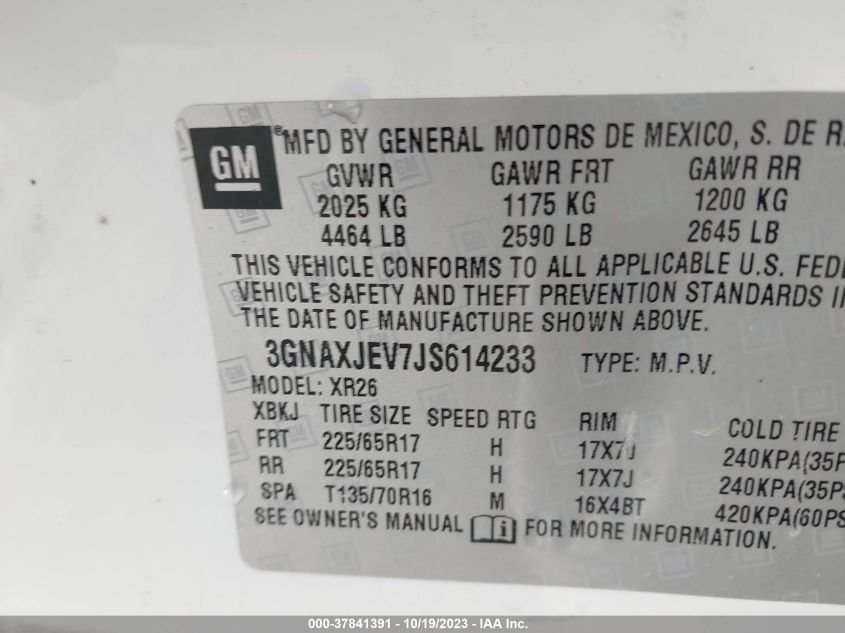 GM
® MFD BY GENERAL MOTORS DE MEXICO, S. DE R.
GVWR GAWR FRT GAWR RR
2025 KG 1175 KG 1200 KG
4464 LB 2590 LB 2645 LB
THIS VEHICLE CONFORMS TO ALL APPLICABLE U.S. FEDE
VEHICLE SAFETY AND THEFT PREVENTION STANDARDS IN
THE DATE OF MANUFACTURE SHOWN ABOVE.
3GNAXJEV7JS614233 TYPE: M.P.V.
MODEL: XR26
XBKJ TIRE SIZE SPEED RTG RIM COLD TIRE
FRT 225/65R17 H 17X7J 240KPA(35P
RR 225/65R17 H 17X7J 240KPA(35PS
SPA T135/70R16 M 16X4BT 420KPA(60PS
SEE OWNER'S MANUAL i FOR MORE INFORMATION.
000-37841391 - 10/19/2023 - IAA Inc.